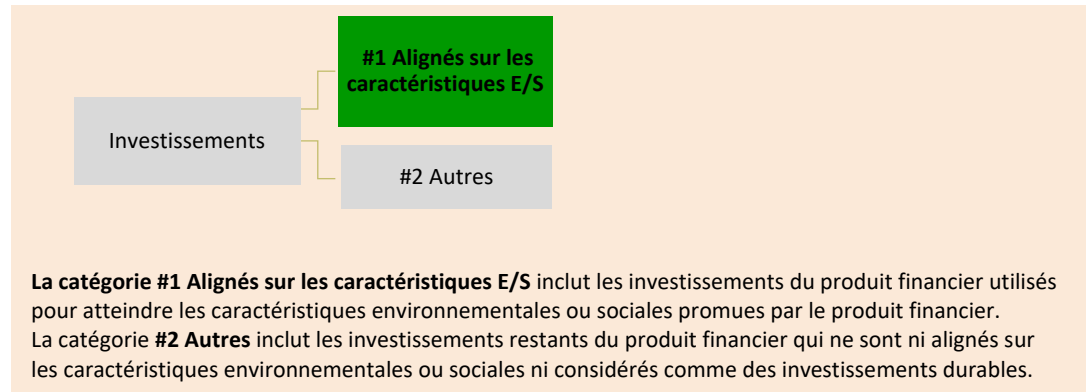 #1 Alignés sur les
caractéristiques E/S
Investissements
#2 Autres
La catégorie #1 Alignés sur les caractéristiques E/S inclut les investissements du produit financier utilisés
pour atteindre les caractéristiques environnementales ou sociales promues par le produit financier.
La catégorie #2 Autres inclut les investissements restants du produit financier qui ne sont ni alignés sur
les caractéristiques environnementales ou sociales ni considérés comme des investissements durables.